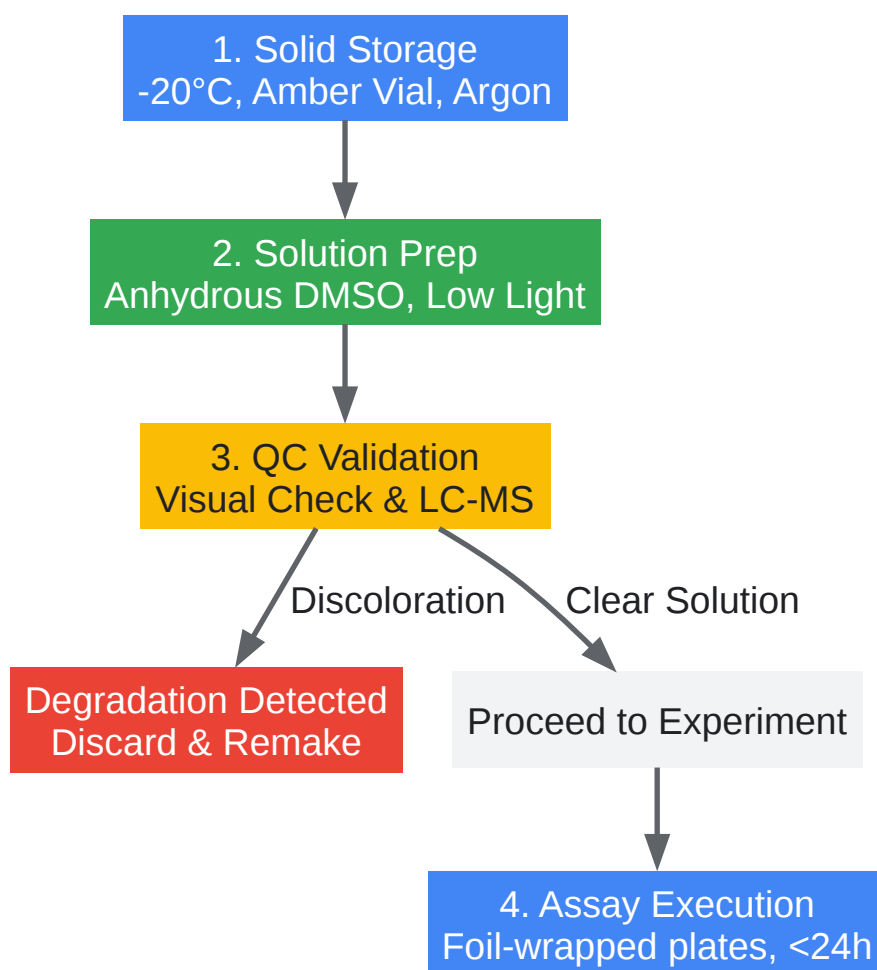 1. Solid Storage
-20°C, Amber Vial, Argon
2. Solution Prep
Anhydrous DMSO, Low Light
3. QC Validation
Visual Check & LC-MS
Discoloration
Clear Solution
Degradation Detected
Discard & Remake
Proceed to Experiment
4. Assay Execution
Foil-wrapped plates, <24h